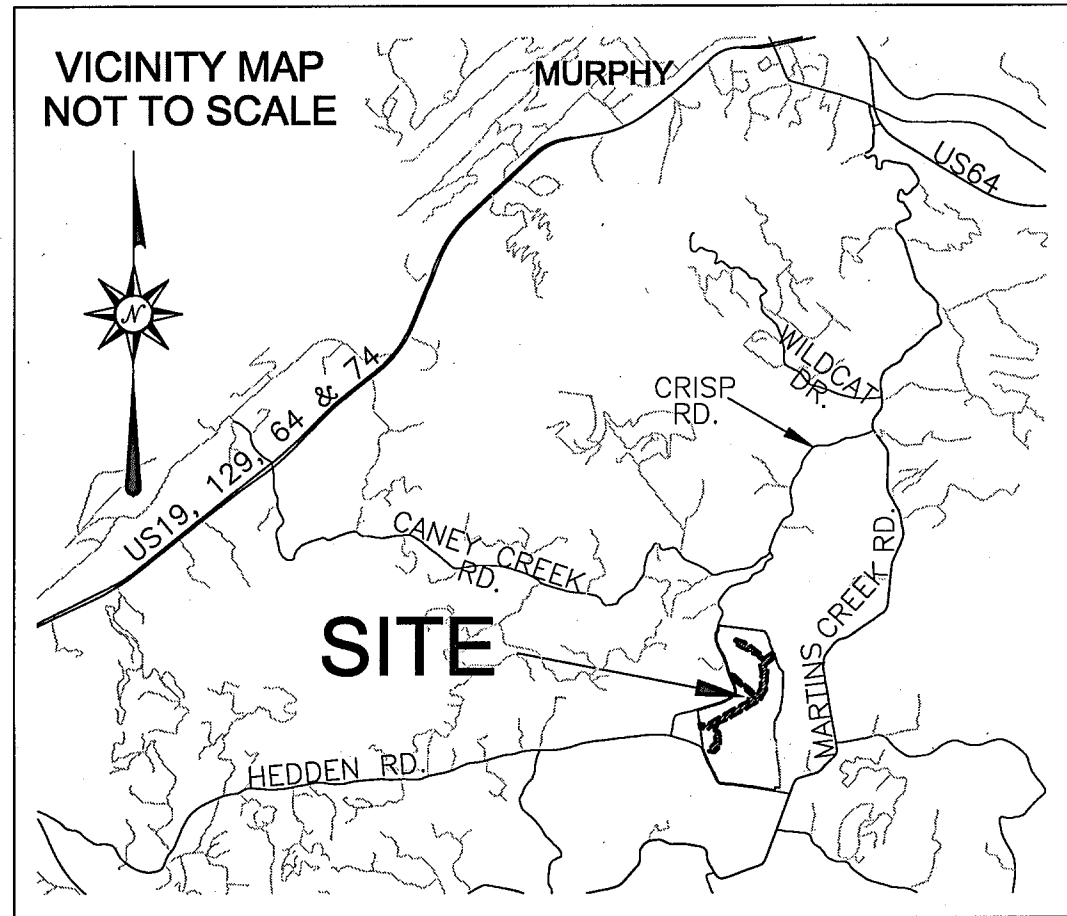 VICINITY MAP
NOT TO SCALE
MURPHY
US64
N
WILDCAT
DR.
CRISP
RD.
US19, 129, 64 & 74
CANEY CREEK
RD.
MARTINS CREEK RD.
SITE
HEDDEN RD.